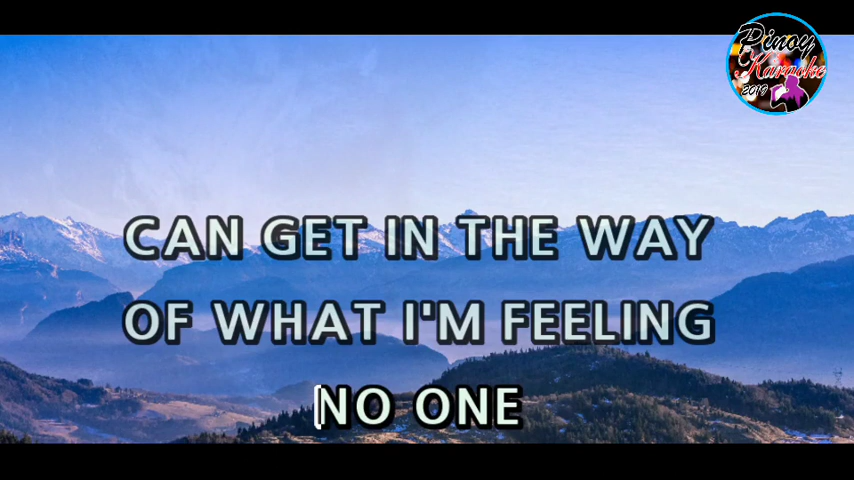 Pinoy
Karaoke
2019
CAN GET IN THE WAY
OF WHAT I'M FEELING
NO ONE